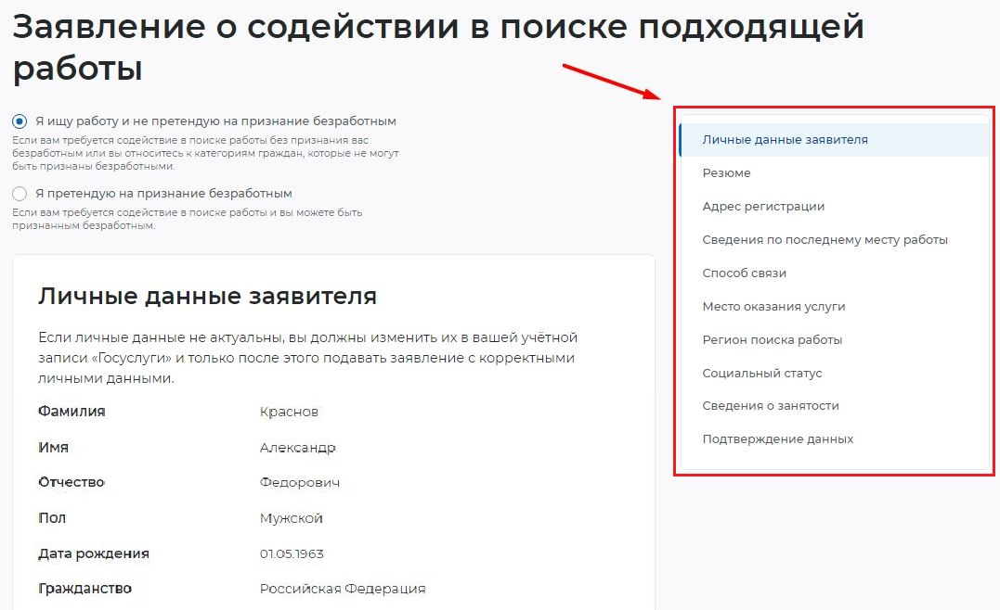 Заявление о содействии в поиске подходящей
работы
Я ищу работу и не претендую на признание безработным
Если вам требуется содействие в поиске работы без признания вас
безработным или вы относитесь к категориям граждан, которые не могут
быть признаны безработными.
Я претендую на признание безработным
Если вам требуется содействие в поиске работы и вы можете быть
признанным безработным.
Личные данные заявителя
Если личные данные не актуальны, вы должны изменить их в вашей учётной
записи «Госуслуги» и только после этого подавать заявление с корректными
личными данными.
Фамилия Краснов
Имя Александр
Отчество Федорович
Пол Мужской
Дата рождения 01.05.1963
Гражданство Российская Федерация
Личные данные заявителя
Резюме
Адрес регистрации
Сведения по последнему месту работы
Способ связи
Место оказания услуги
Регион поиска работы
Социальный статус
Сведения о занятости
Подтверждение данных